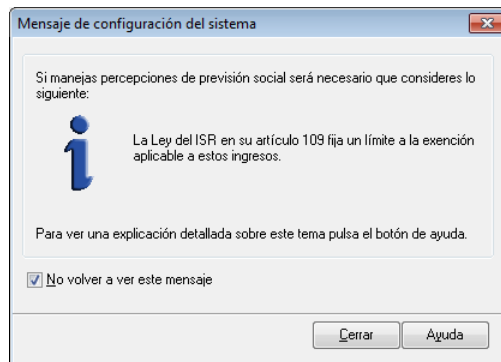 Mensaje de configuración del sistema
Si manejas percepciones de previsión social será necesario que consideres lo
siguiente:
La Ley del ISR en su artículo 109 fija un límite a la exención
aplicable a estos ingresos.
Para ver una explicación detallada sobre este tema pulsa el botón de ayuda.
No volver a ver este mensaje
Cerrar Ayuda